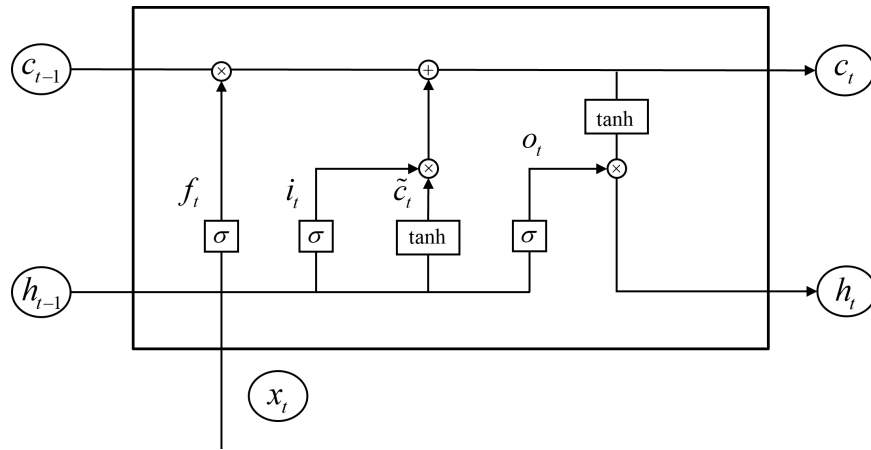 c_{t-1} × + c_t
tanh
o_t
× ×
f_t i_t c̃_t
σ σ tanh σ
h_{t-1} h_t
x_t